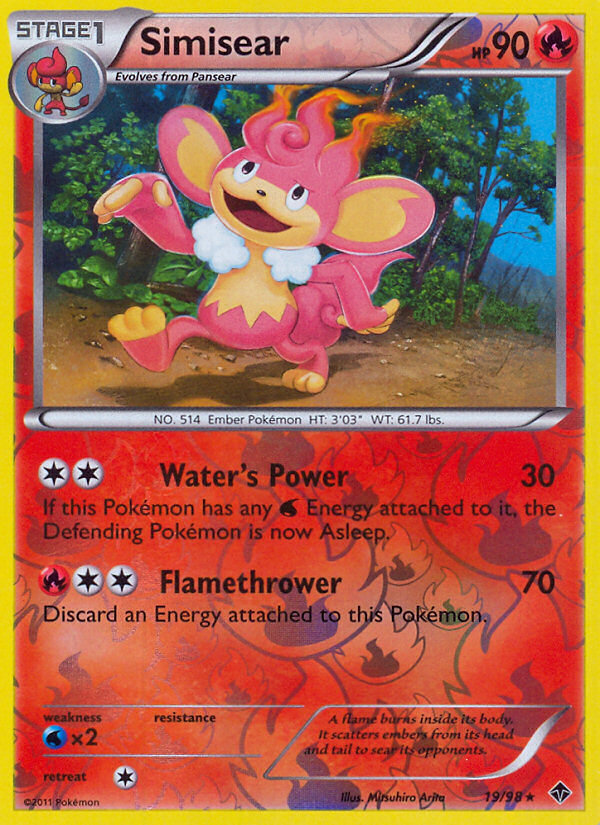 STAGE1
Simisear
HP 90
Evolves from Pansear
NO. 514 Ember Pokémon HT: 3'03" WT: 61.7 lbs.
Water's Power 30
If this Pokémon has any Energy attached to it, the
Defending Pokémon is now Asleep.
Flamethrower 70
Discard an Energy attached to this Pokémon.
weakness
resistance
×2
A flame burns inside its body.
It scatters embers from its head
and tail to sear its opponents.
retreat
©2011 Pokémon
Illus. Mitsuhiro Arita
19/98 ★